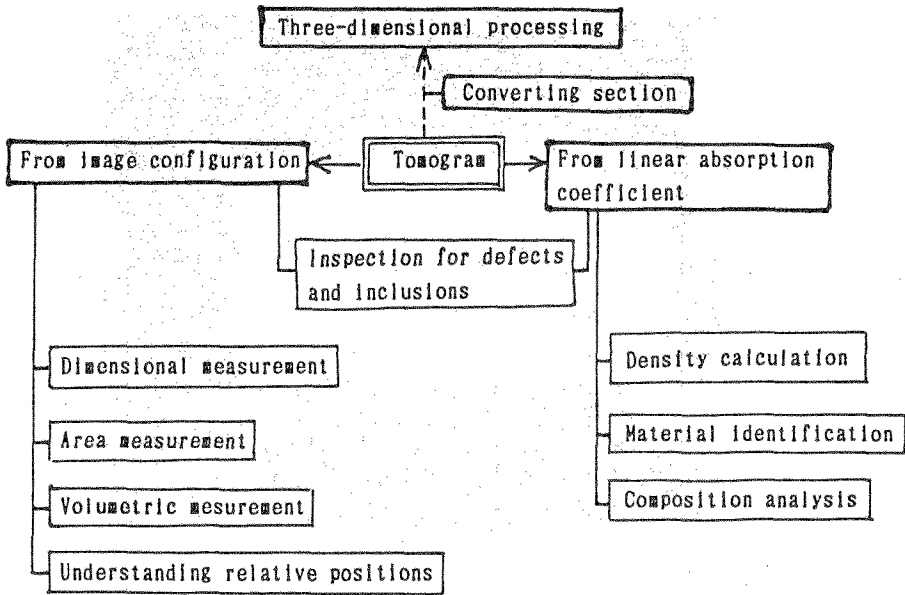 Three-dimensional processing
Converting section
From image configuration
Tomogram
From linear absorption
coefficient
Inspection for defects
and inclusions
Dimensional measurement
Density calculation
Area measurement
Material identification
Volumetric mesurement
Composition analysis
Understanding relative positions